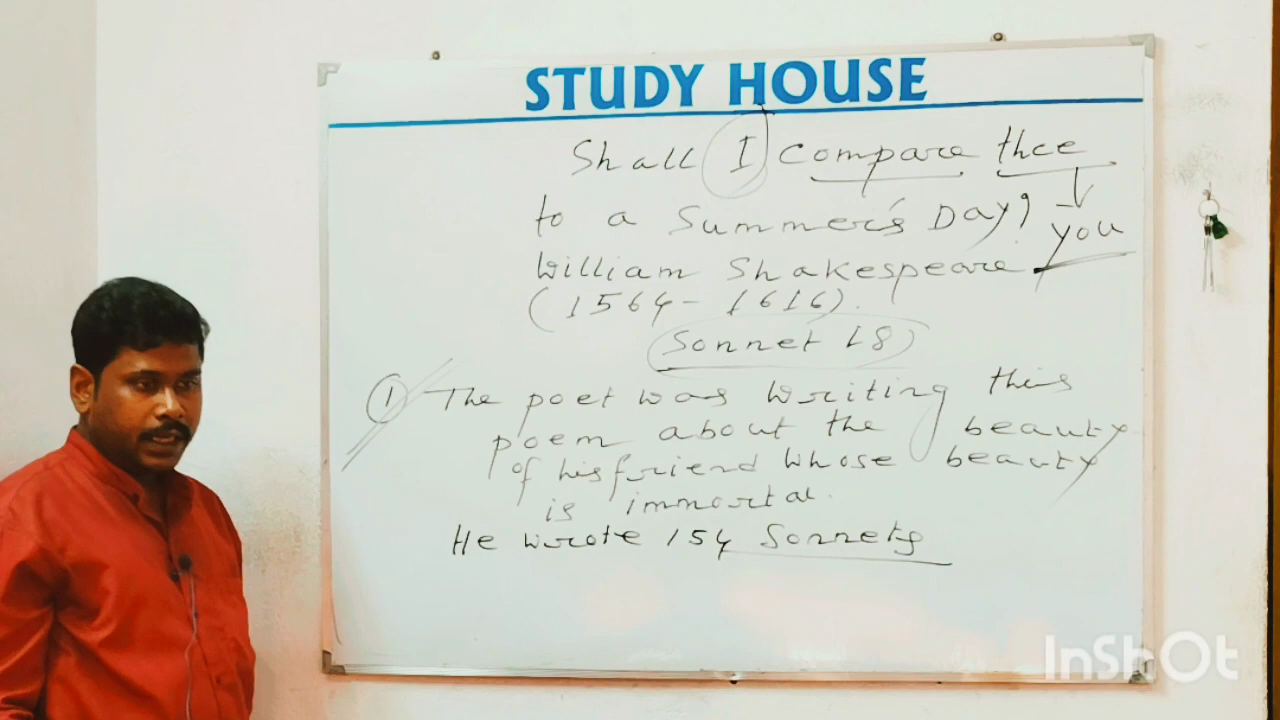 STUDY HOUSE
Shall I compare thee
to a Summer's Day?
you
William Shakespeare
(1564-1616).
Sonnet 18
① The poet was writing this
poem about the beauty
of his friend whose beauty
is immortal.
He wrote 154 Sonnets
InShOt